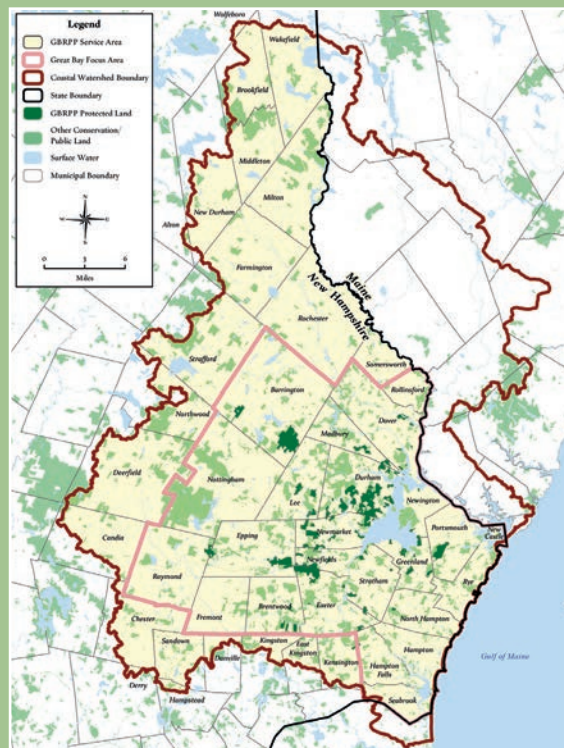 Legend
GBRPP Service Area
Great Bay Focus Area
Coastal Watershed Boundary
State Boundary
GBRPP Protected Land
Other Conservation/
Public Land
Surface Water
Municipal Boundary
N
W
E
S
0 3 6
Miles
Wolfeboro
Wakefield
Brookfield
Middleton
Milton
New Durham
Alton
Farmington
Maine
New Hampshire
Rochester
Strafford
Somersworth
Barrington
Rollinsford
Northwood
Dover
Madbury
Deerfield
Durham
Nottingham
Lee
Newington
Candia
Epping
Newmarket
Portsmouth
New
Castle
Newfields
Greenland
Raymond
Stratham
Rye
Brentwood
Exeter
Chester
Fremont
North Hampton
Sandown
Kingston
East
Kingston
Hampton
Danville
Kensington
Hampton
Falls
Gulf of Maine
Derry
Hampstead
Seabrook